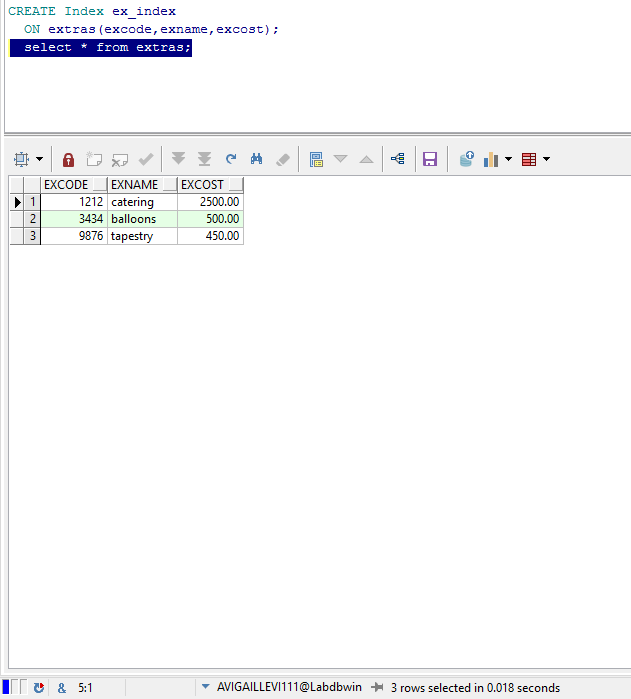 CREATE Index ex_index
ON extras(excode,exname,excost);
select * from extras;
EXCODE EXNAME EXCOST
1 1212 catering 2500.00
2 3434 balloons 500.00
3 9876 tapestry 450.00
& 5:1 AVIGAILLEVI111@Labdbwin 3 rows selected in 0.018 seconds